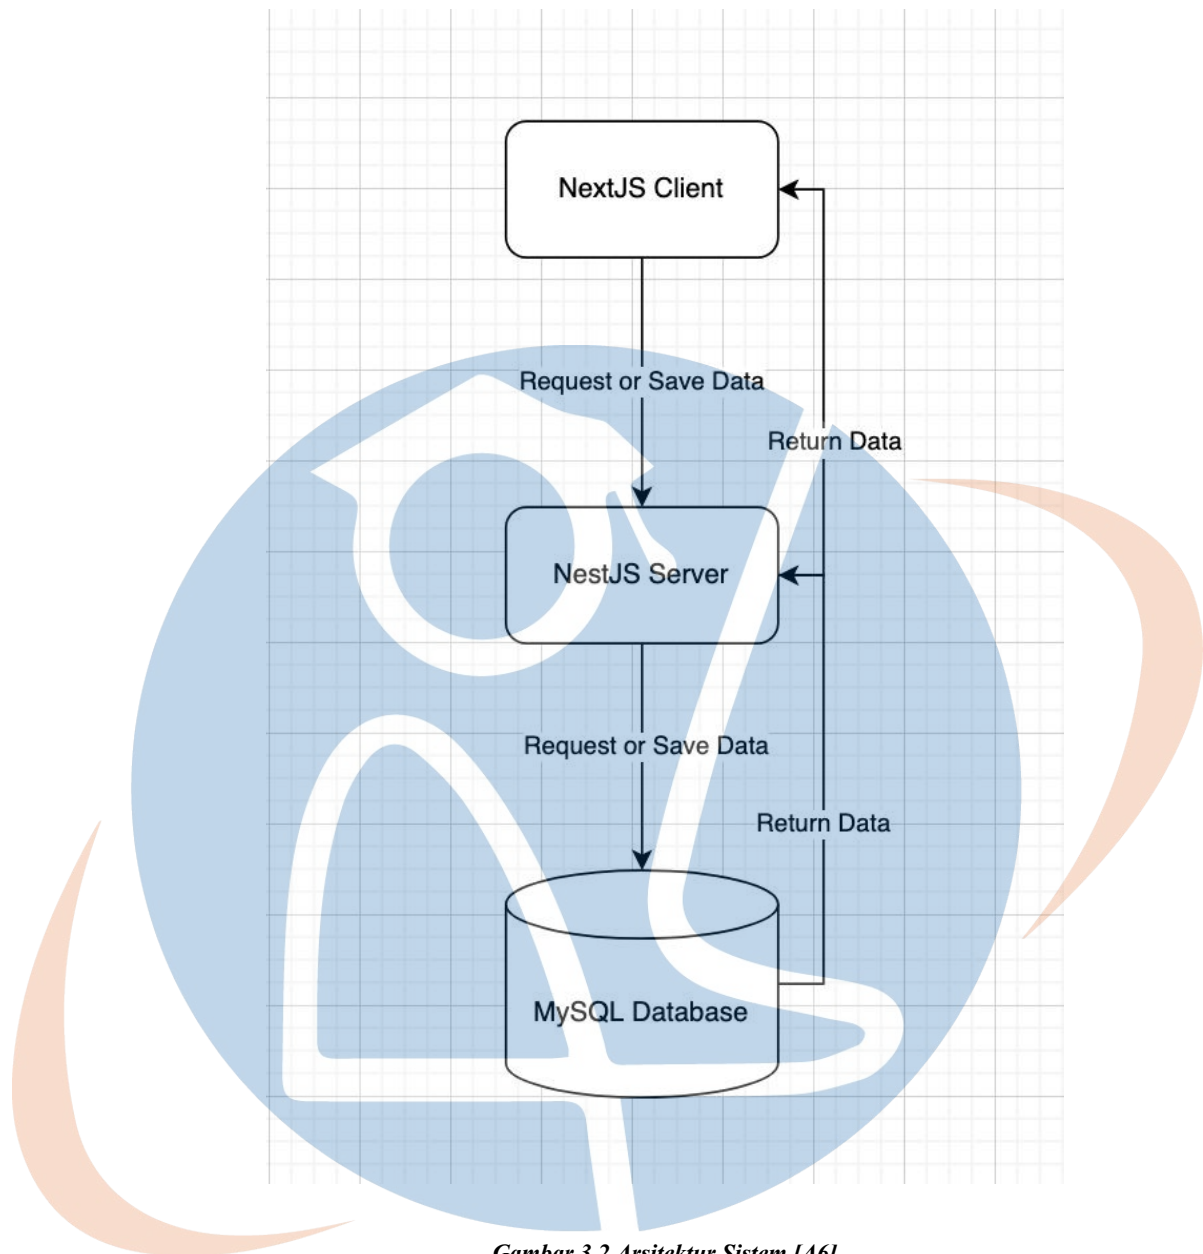 NextJS Client
Request or Save Data
Return Data
NestJS Server
Request or Save Data
Return Data
MySQL Database
Gambar 3.2 Arsitektur Sistem [A6]